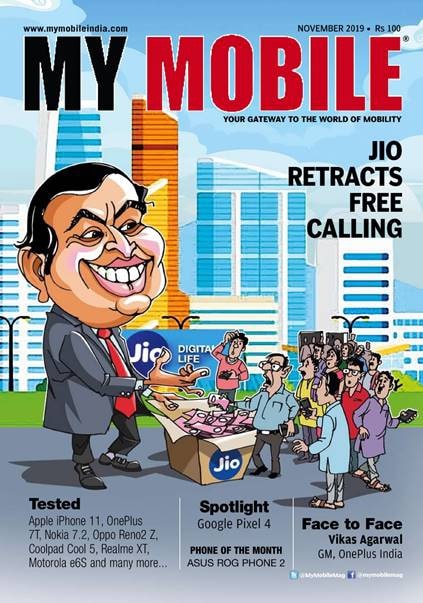 www.mymobileindia.com
NOVEMBER 2019 • Rs 100
MY MOBILE®
YOUR GATEWAY TO THE WORLD OF MOBILITY
JIO
RETRACTS
FREE
CALLING
Jio
DIGITAL
LIFE
Jio
Tested
Apple iPhone 11, OnePlus
7T, Nokia 7.2, Oppo Reno2 Z,
Coolpad Cool 5, Realme XT,
Motorola e6S and many more...
Spotlight
Google Pixel 4
PHONE OF THE MONTH
ASUS ROG PHONE 2
Face to Face
Vikas Agarwal
GM, OnePlus India
@MyMobileMag f @mymobilemag